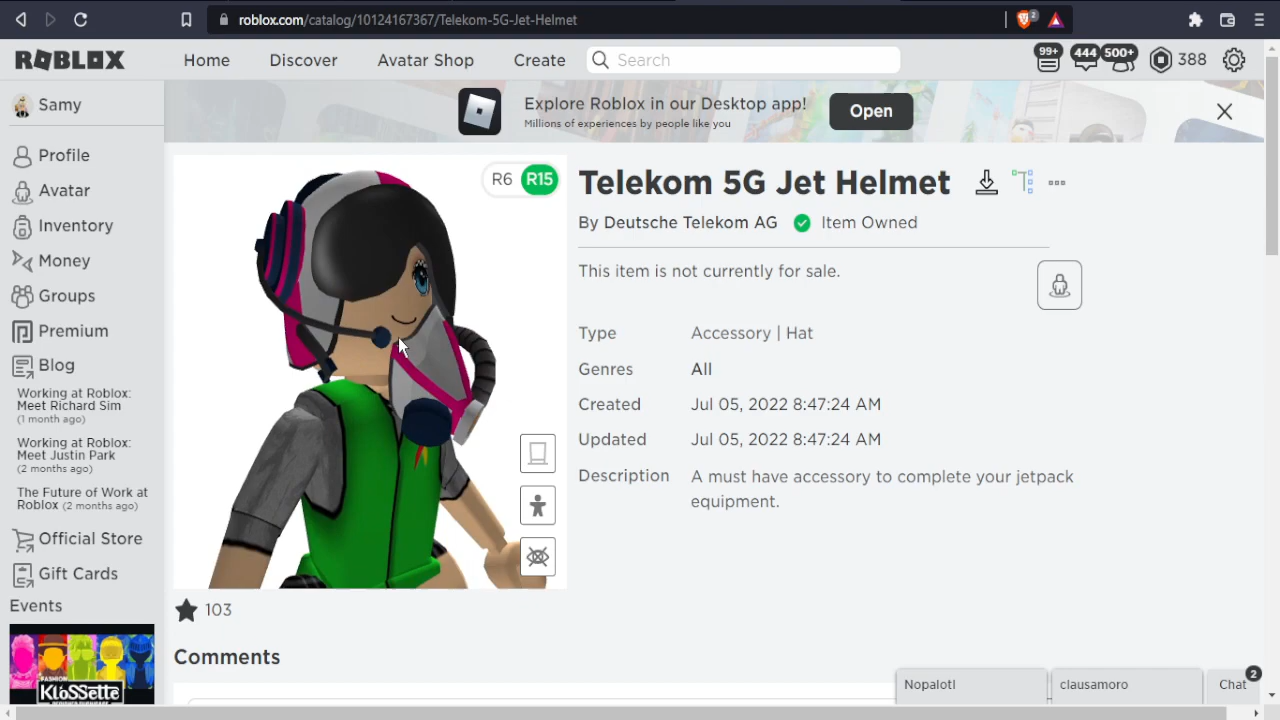 roblox.com/catalog/10124167367/Telekom-5G-Jet-Helmet
2
ROBLOX
Home
Discover
Avatar Shop
Create
Search
99+
444
500+
388
Samy
Explore Roblox in our Desktop app!
Millions of experiences by people like you
Open
Profile
Avatar
Inventory
Money
Groups
Premium
Blog
Working at Roblox:
Meet Richard Sim
(1 month ago)
Working at Roblox:
Meet Justin Park
(2 months ago)
The Future of Work at
Roblox (2 months ago)
Official Store
Gift Cards
Events
FASHION
KLOSSETTE
R6
R15
Telekom 5G Jet Helmet
By Deutsche Telekom AG
Item Owned
This item is not currently for sale.
Type Accessory | Hat
Genres All
Created Jul 05, 2022 8:47:24 AM
Updated Jul 05, 2022 8:47:24 AM
Description A must have accessory to complete your jetpack
equipment.
103
Comments
Nopalotl
clausamoro
Chat
2